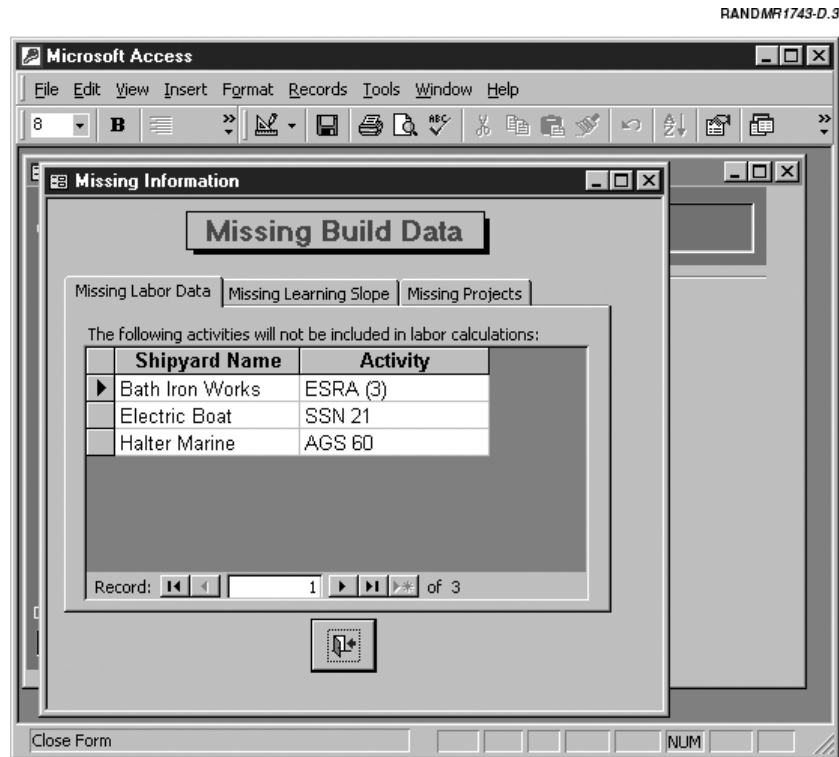 RANDMR1743-D.3
Microsoft Access
File Edit View Insert Format Records Tools Window Help
8 B » ABC »
Missing Information
Missing Build Data
Missing Labor Data Missing Learning Slope Missing Projects
The following activities will not be included in labor calculations:
Shipyard Name Activity
Bath Iron Works ESRA (3)
Electric Boat SSN 21
Halter Marine AGS 60
Record: 1 of 3
Close Form NUM